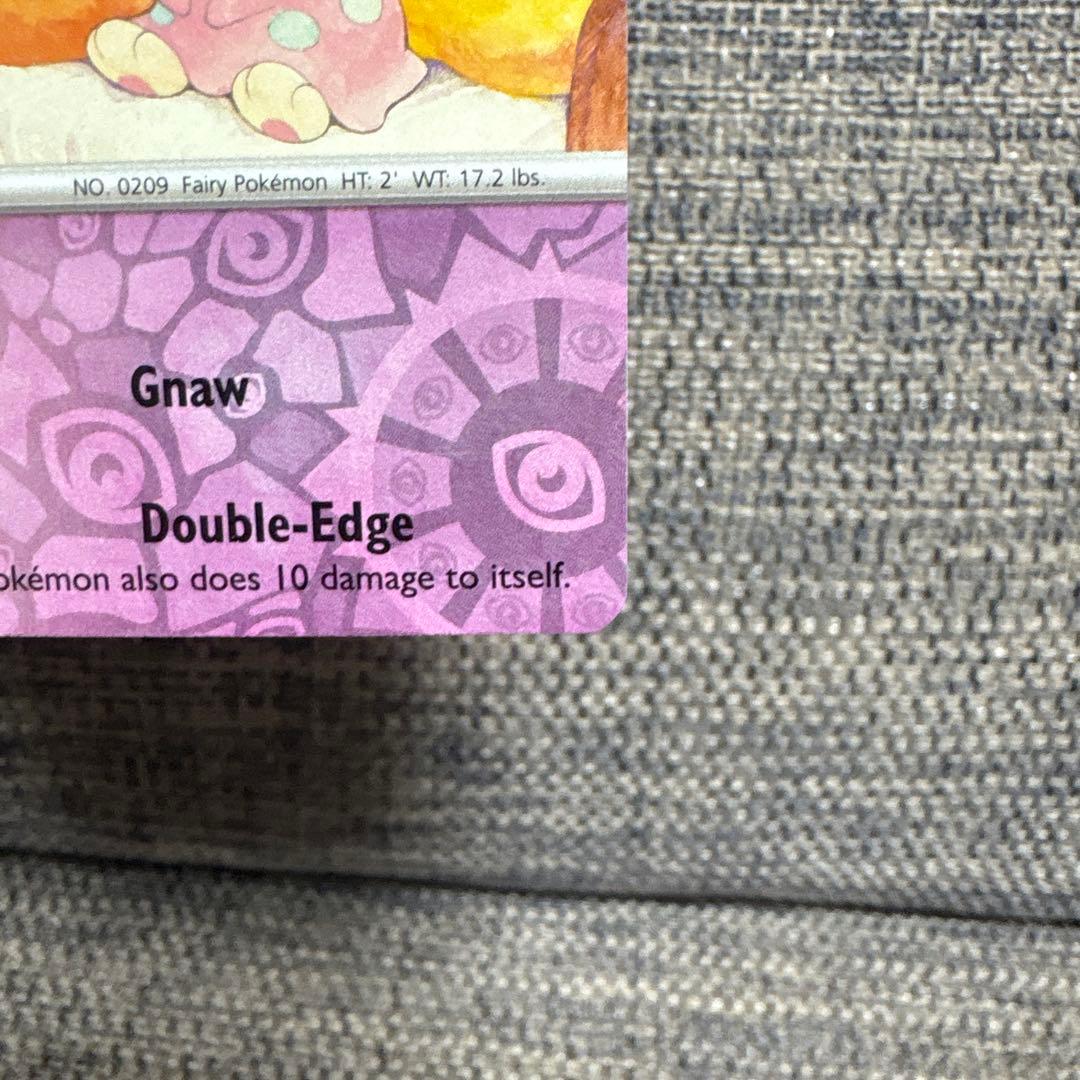 NO. 0209 Fairy Pokémon HT: 2' WT: 17.2 lbs.
Gnaw
Double-Edge
okémon also does 10 damage to itself.